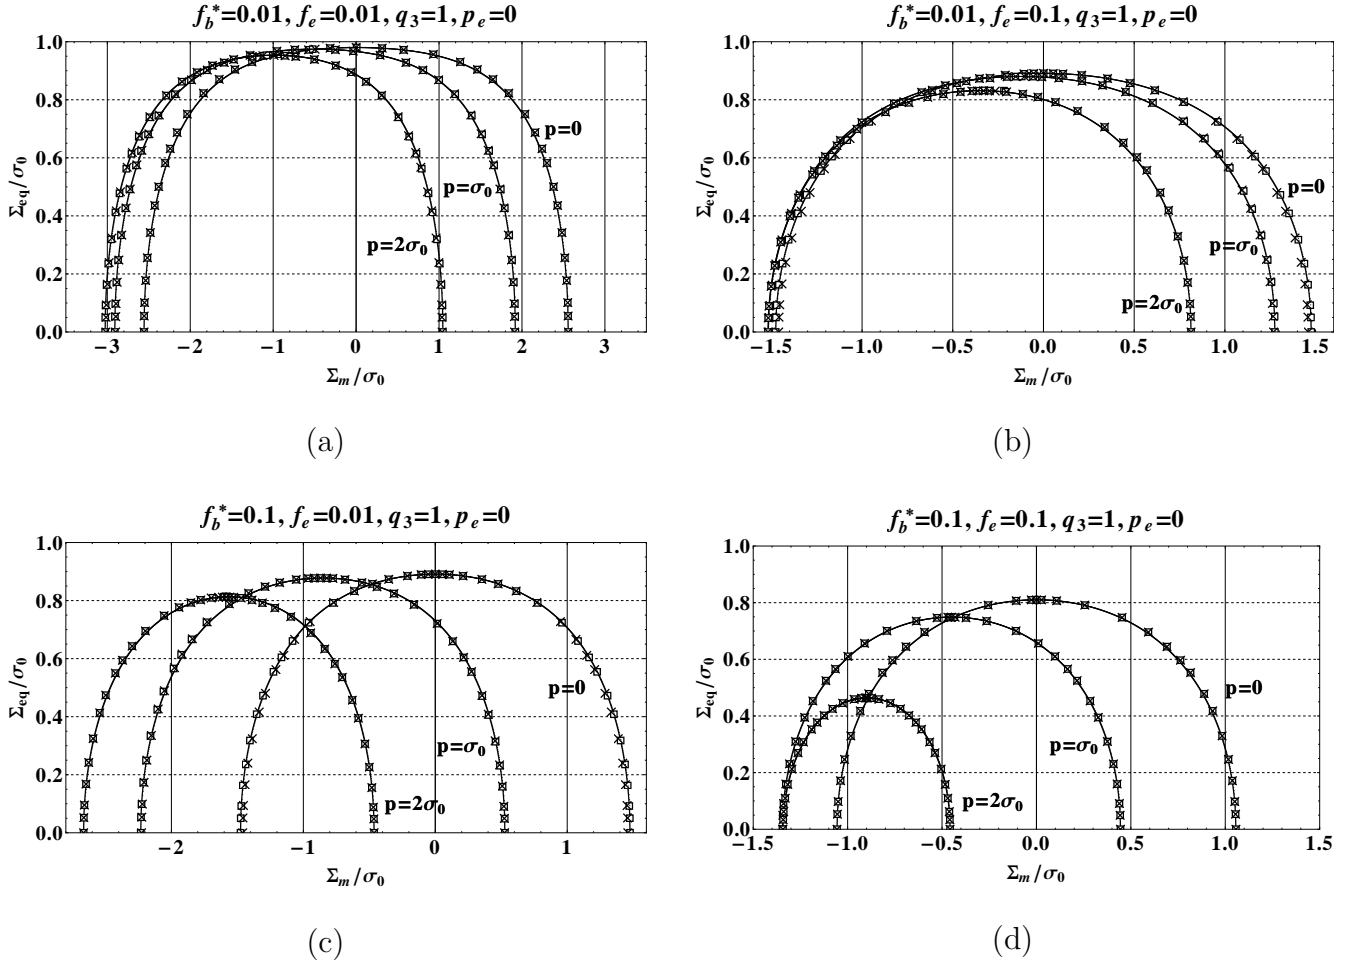 f_b*=0.01, f_e=0.01, q_3=1, p_e=0
1.0
0.8
0.6
0.4
0.2
0.0
Σ_eq/σ_0
p=0
p=σ_0
p=2σ_0
−3 −2 −1 0 1 2 3
Σ_m/σ_0
(a)
f_b*=0.01, f_e=0.1, q_3=1, p_e=0
1.0
0.8
0.6
0.4
0.2
0.0
Σ_eq/σ_0
p=0
p=σ_0
p=2σ_0
−1.5 −1.0 −0.5 0.0 0.5 1.0 1.5
Σ_m/σ_0
(b)
f_b*=0.1, f_e=0.01, q_3=1, p_e=0
1.0
0.8
0.6
0.4
0.2
0.0
Σ_eq/σ_0
p=0
p=σ_0
p=2σ_0
−2 −1 0 1
Σ_m/σ_0
(c)
f_b*=0.1, f_e=0.1, q_3=1, p_e=0
1.0
0.8
0.6
0.4
0.2
0.0
Σ_eq/σ_0
p=0
p=σ_0
p=2σ_0
−1.5 −1.0 −0.5 0.0 0.5 1.0 1.5
Σ_m/σ_0
(d)